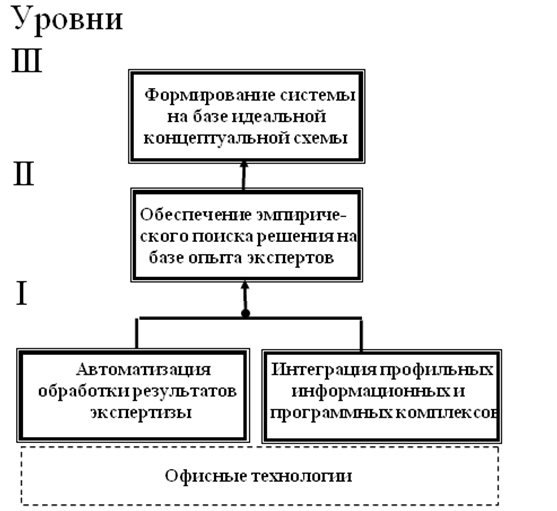 Уровни
III
Формирование системы
на базе идеальной
концептуальной схемы
II
Обеспечение эмпириче-
ского поиска решения на
базе опыта экспертов
I
Автоматизация
обработки результатов
экспертизы
Интеграция профильных
информационных и
программных комплексов
Офисные технологии